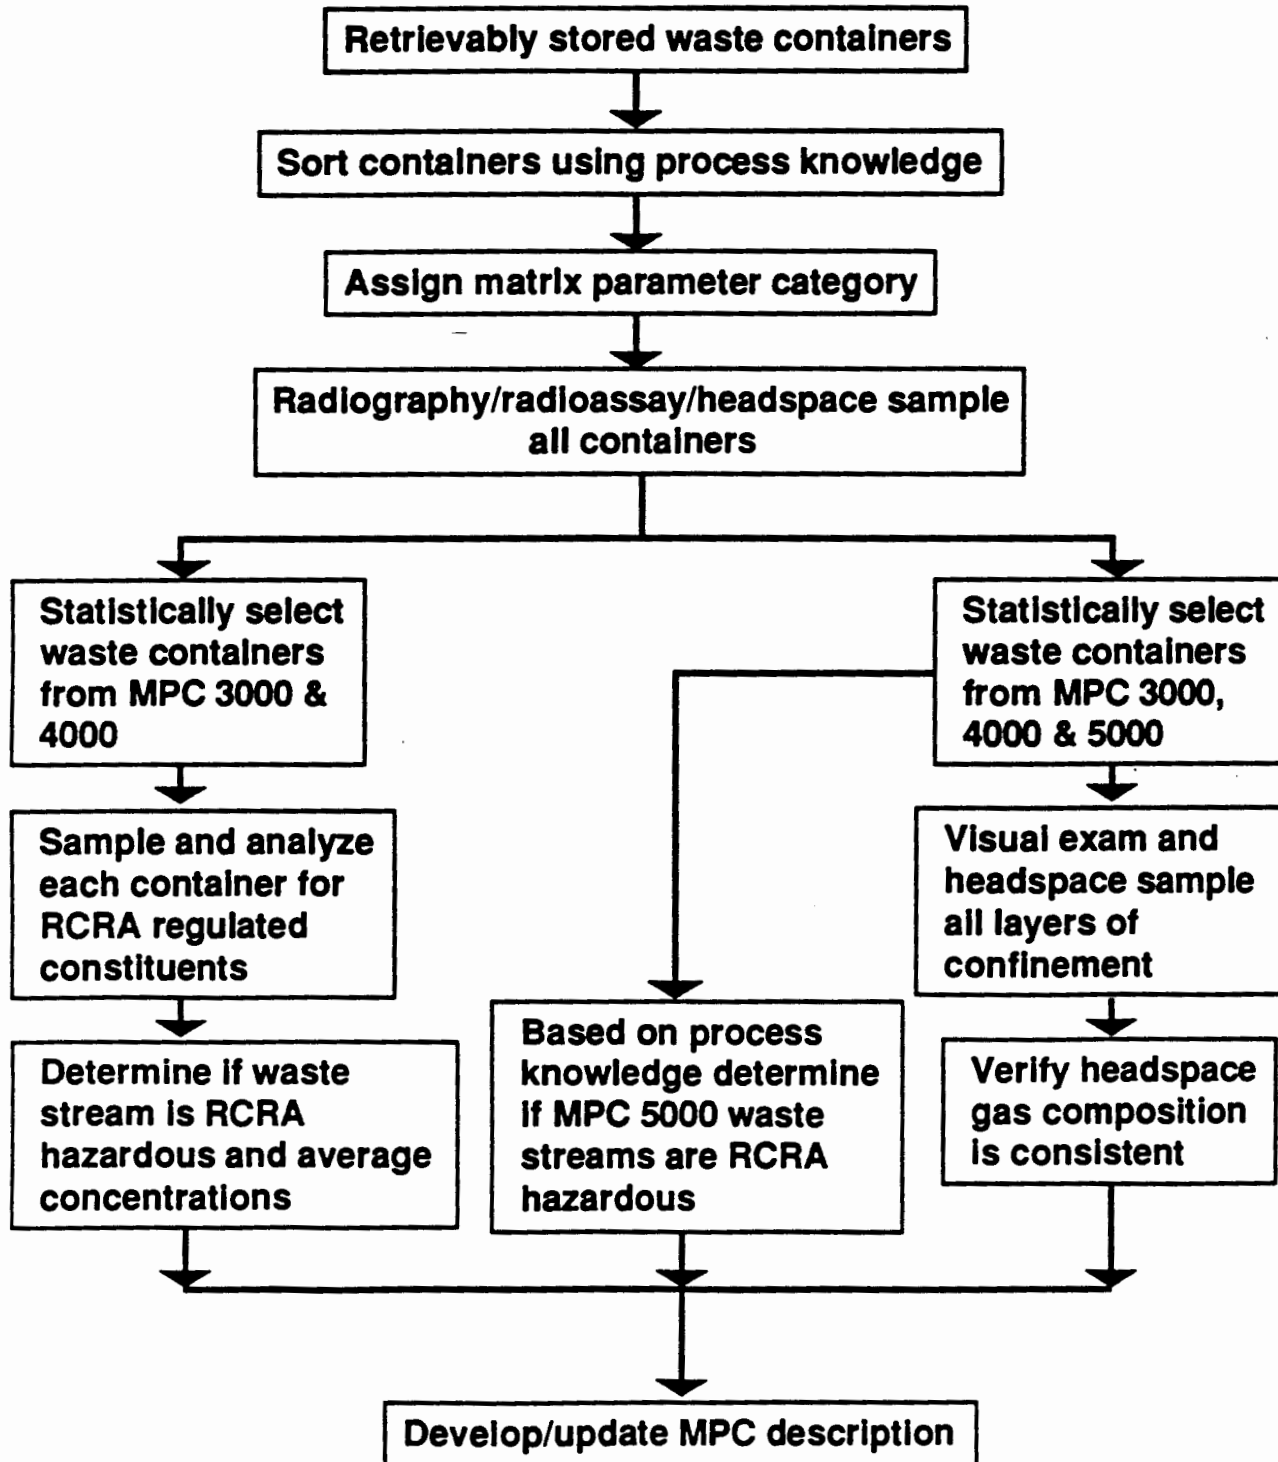 Retrievably stored waste containers
Sort containers using process knowledge
Assign matrix parameter category
Radiography/radioassay/headspace sample
all containers
Statistically select
waste containers
from MPC 3000 &
4000
Statistically select
waste containers
from MPC 3000,
4000 & 5000
Sample and analyze
each container for
RCRA regulated
constituents
Visual exam and
headspace sample
all layers of
confinement
Determine if waste
stream is RCRA
hazardous and average
concentrations
Based on process
knowledge determine
if MPC 5000 waste
streams are RCRA
hazardous
Verify headspace
gas composition
is consistent
Develop/update MPC description